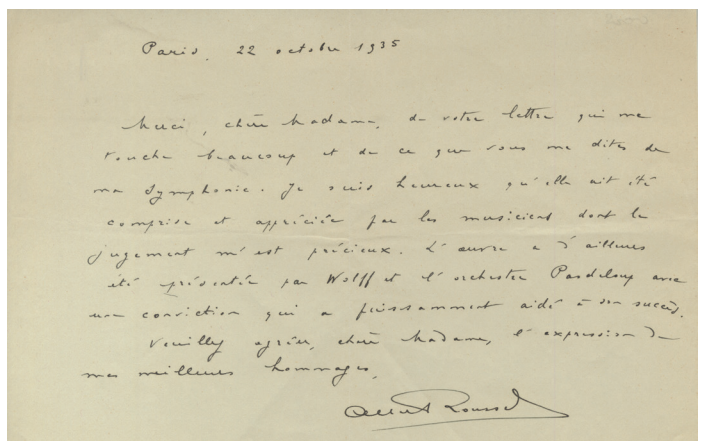 Paris, 22 octobre 1935
Merci, chère Madame, de votre lettre qui me
touche beaucoup et de ce que vous me dites de
ma Symphonie. Je suis heureux qu'elle ait été
comprise et appréciée par les musiciens dont le
jugement m'est précieux. L'œuvre a d'ailleurs
été présentée par Wolff et l'orchestre Pasdeloup avec
une conviction qui a puissamment aidé à son succès.
Veuillez agréer, chère Madame, l'expression de
mes meilleurs hommages.
Albert Roussel